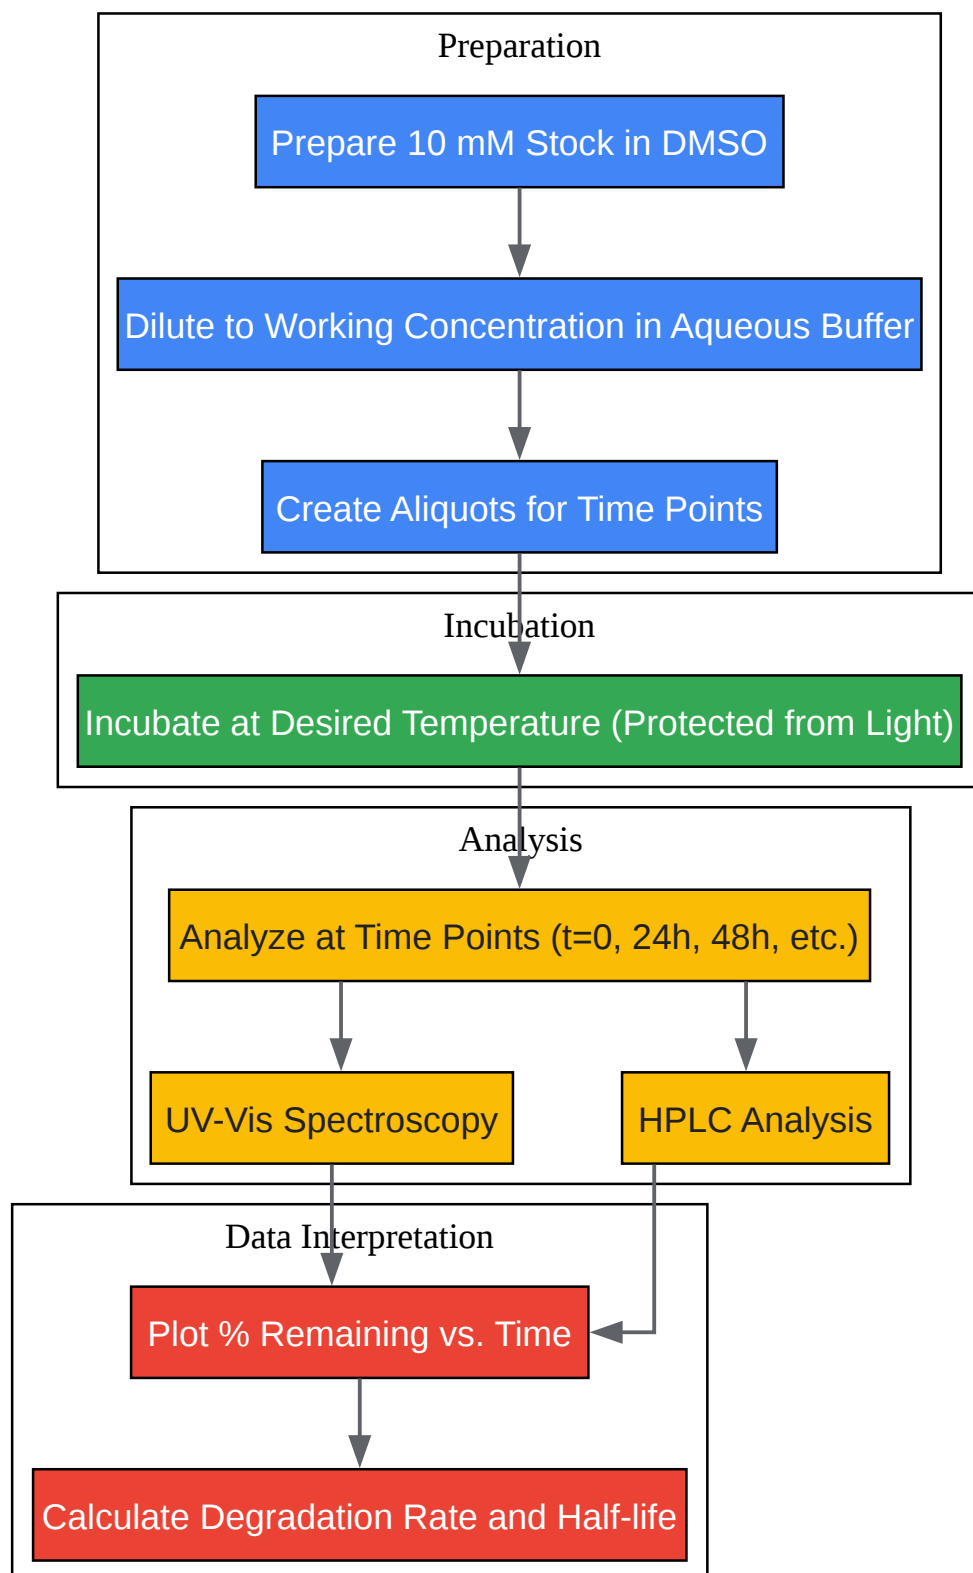 Preparation
Prepare 10 mM Stock in DMSO
Dilute to Working Concentration in Aqueous Buffer
Create Aliquots for Time Points
Incubation
Incubate at Desired Temperature (Protected from Light)
Analysis
Analyze at Time Points (t=0, 24h, 48h, etc.)
UV-Vis Spectroscopy
HPLC Analysis
Data Interpretation
Plot % Remaining vs. Time
Calculate Degradation Rate and Half-life